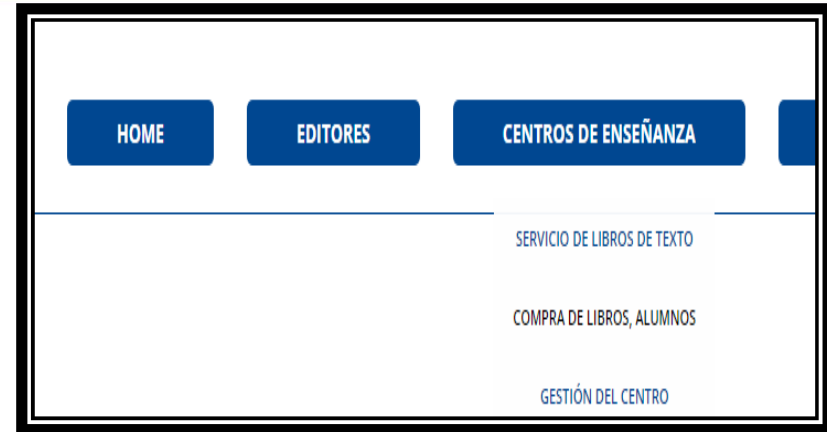 HOME EDITORES CENTROS DE ENSEÑANZA
SERVICIO DE LIBROS DE TEXTO
COMPRA DE LIBROS, ALUMNOS
GESTIÓN DEL CENTRO